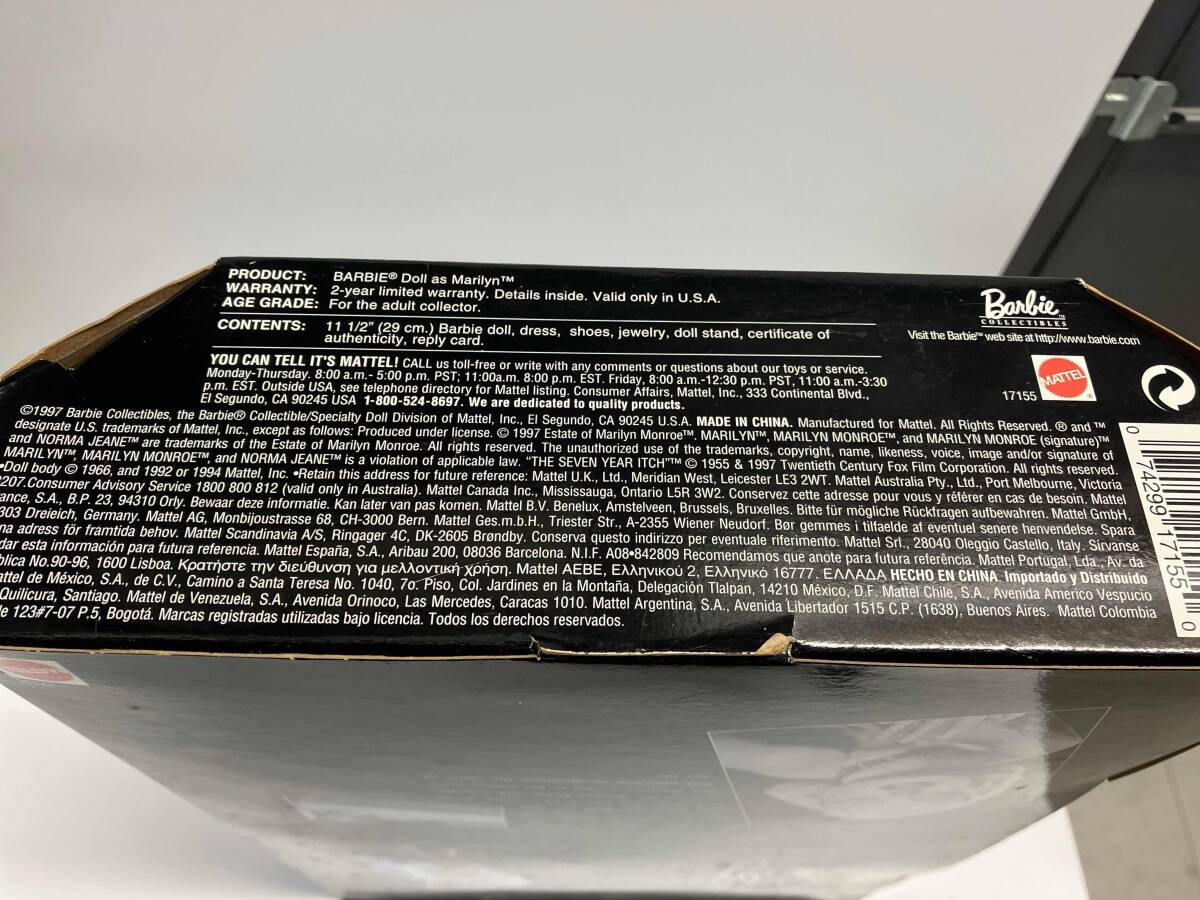 PRODUCT: BARBIE® Doll as Marilyn™
WARRANTY: 2-year limited warranty. Details inside. Valid only in U.S.A.
AGE GRADE: For the adult collector.
CONTENTS: 11 1/2" (29 cm.) Barbie doll, dress, shoes, jewelry, doll stand, certificate of
authenticity, reply card.
Barbie™
COLLECTIBLES
Visit the Barbie™ web site at http://www.barbie.com
YOU CAN TELL IT'S MATTEL! CALL us toll-free or write with any comments or questions about our toys or service.
Monday-Thursday. 8:00 a.m.- 5:00 p.m. PST; 11:00a.m. 8:00 p.m. EST. Friday, 8:00 a.m.-12:30 p.m. PST, 11:00 a.m.-3:30
p.m. EST. Outside USA, see telephone directory for Mattel listing. Consumer Affairs, Mattel, Inc., 333 Continental Blvd.,
El Segundo, CA 90245 USA 1-800-524-8697. We are dedicated to quality products.
17155
MATTEL
©1997 Barbie Collectibles, the Barbie® Collectible/Specialty Doll Division of Mattel, Inc., El Segundo, CA 90245 U.S.A. MADE IN CHINA. Manufactured for Mattel. All Rights Reserved. ® and ™
designate U.S. trademarks of Mattel, Inc., except as follows: Produced under license. © 1997 Estate of Marilyn Monroe™. MARILYN™, MARILYN MONROE™, and MARILYN MONROE (signature)™
and NORMA JEANE™ are trademarks of the Estate of Marilyn Monroe. All rights reserved. The unauthorized use of the trademarks, copyright, name, likeness, voice, image and/or signature of
MARILYN™, MARILYN MONROE™, and NORMA JEANE™ is a violation of applicable law. "THE SEVEN YEAR ITCH"™ © 1955 & 1997 Twentieth Century Fox Film Corporation. All rights reserved.
•Doll body © 1966, and 1992 or 1994 Mattel, Inc. •Retain this address for future reference: Mattel U.K., Ltd., Meridian West, Leicester LE3 2WT. Mattel Australia Pty., Ltd., Port Melbourne, Victoria
3207.Consumer Advisory Service 1800 800 812 (valid only in Australia). Mattel Canada Inc., Mississauga, Ontario L5R 3W2. Conservez cette adresse pour vous y référer en cas de besoin. Mattel
ance, S.A., B.P. 23, 94310 Orly. Bewaar deze informatie. Kan later van pas komen. Mattel B.V. Benelux, Amstelveen, Brussels, Bruxelles. Bitte für mögliche Rückfragen aufbewahren. Mattel GmbH,
303 Dreieich, Germany. Mattel AG, Monbijoustrasse 68, CH-3000 Bern. Mattel Ges.m.b.H., Triester Str., A-2355 Wiener Neudorf. Bør gemmes i tilfaelde af eventuel senere henvendelse. Spara
na adress för framtida behov. Mattel Scandinavia A/S, Ringager 4C, DK-2605 Brøndby. Conserva questo indirizzo per eventuale riferimento. Mattel Srl., 28040 Oleggio Castello, Italy. Sírvanse
dar esta información para futura referencia. Mattel España, S.A., Aribau 200, 08036 Barcelona. N.I.F. A08•842809 Recomendamos que anote para futura referência. Mattel Portugal, Lda., Av. da
blica No.90-96, 1600 Lisboa. Κρατήστε την διεύθυνση για μελλοντική χρήση. Mattel AEBE, Ελληνικού 2, Ελληνικό 16777. ΕΛΛΑΔΑ HECHO EN CHINA. Importado y Distribuido
attel de México, S.A., de C.V., Camino a Santa Teresa No. 1040, 7o. Piso, Col. Jardines en la Montaña, Delegación Tlalpan, 14210 México, D.F. Mattel Chile, S.A., Avenida Americo Vespucio
Quilicura, Santiago. Mattel de Venezuela, S.A., Avenida Orinoco, Las Mercedes, Caracas 1010. Mattel Argentina, S.A., Avenida Libertador 1515 C.P. (1638), Buenos Aires. Mattel Colombia
le 123#7-07 P.5, Bogotá. Marcas registradas utilizadas bajo licencia. Todos los derechos reservados.
0 74299 17155 0